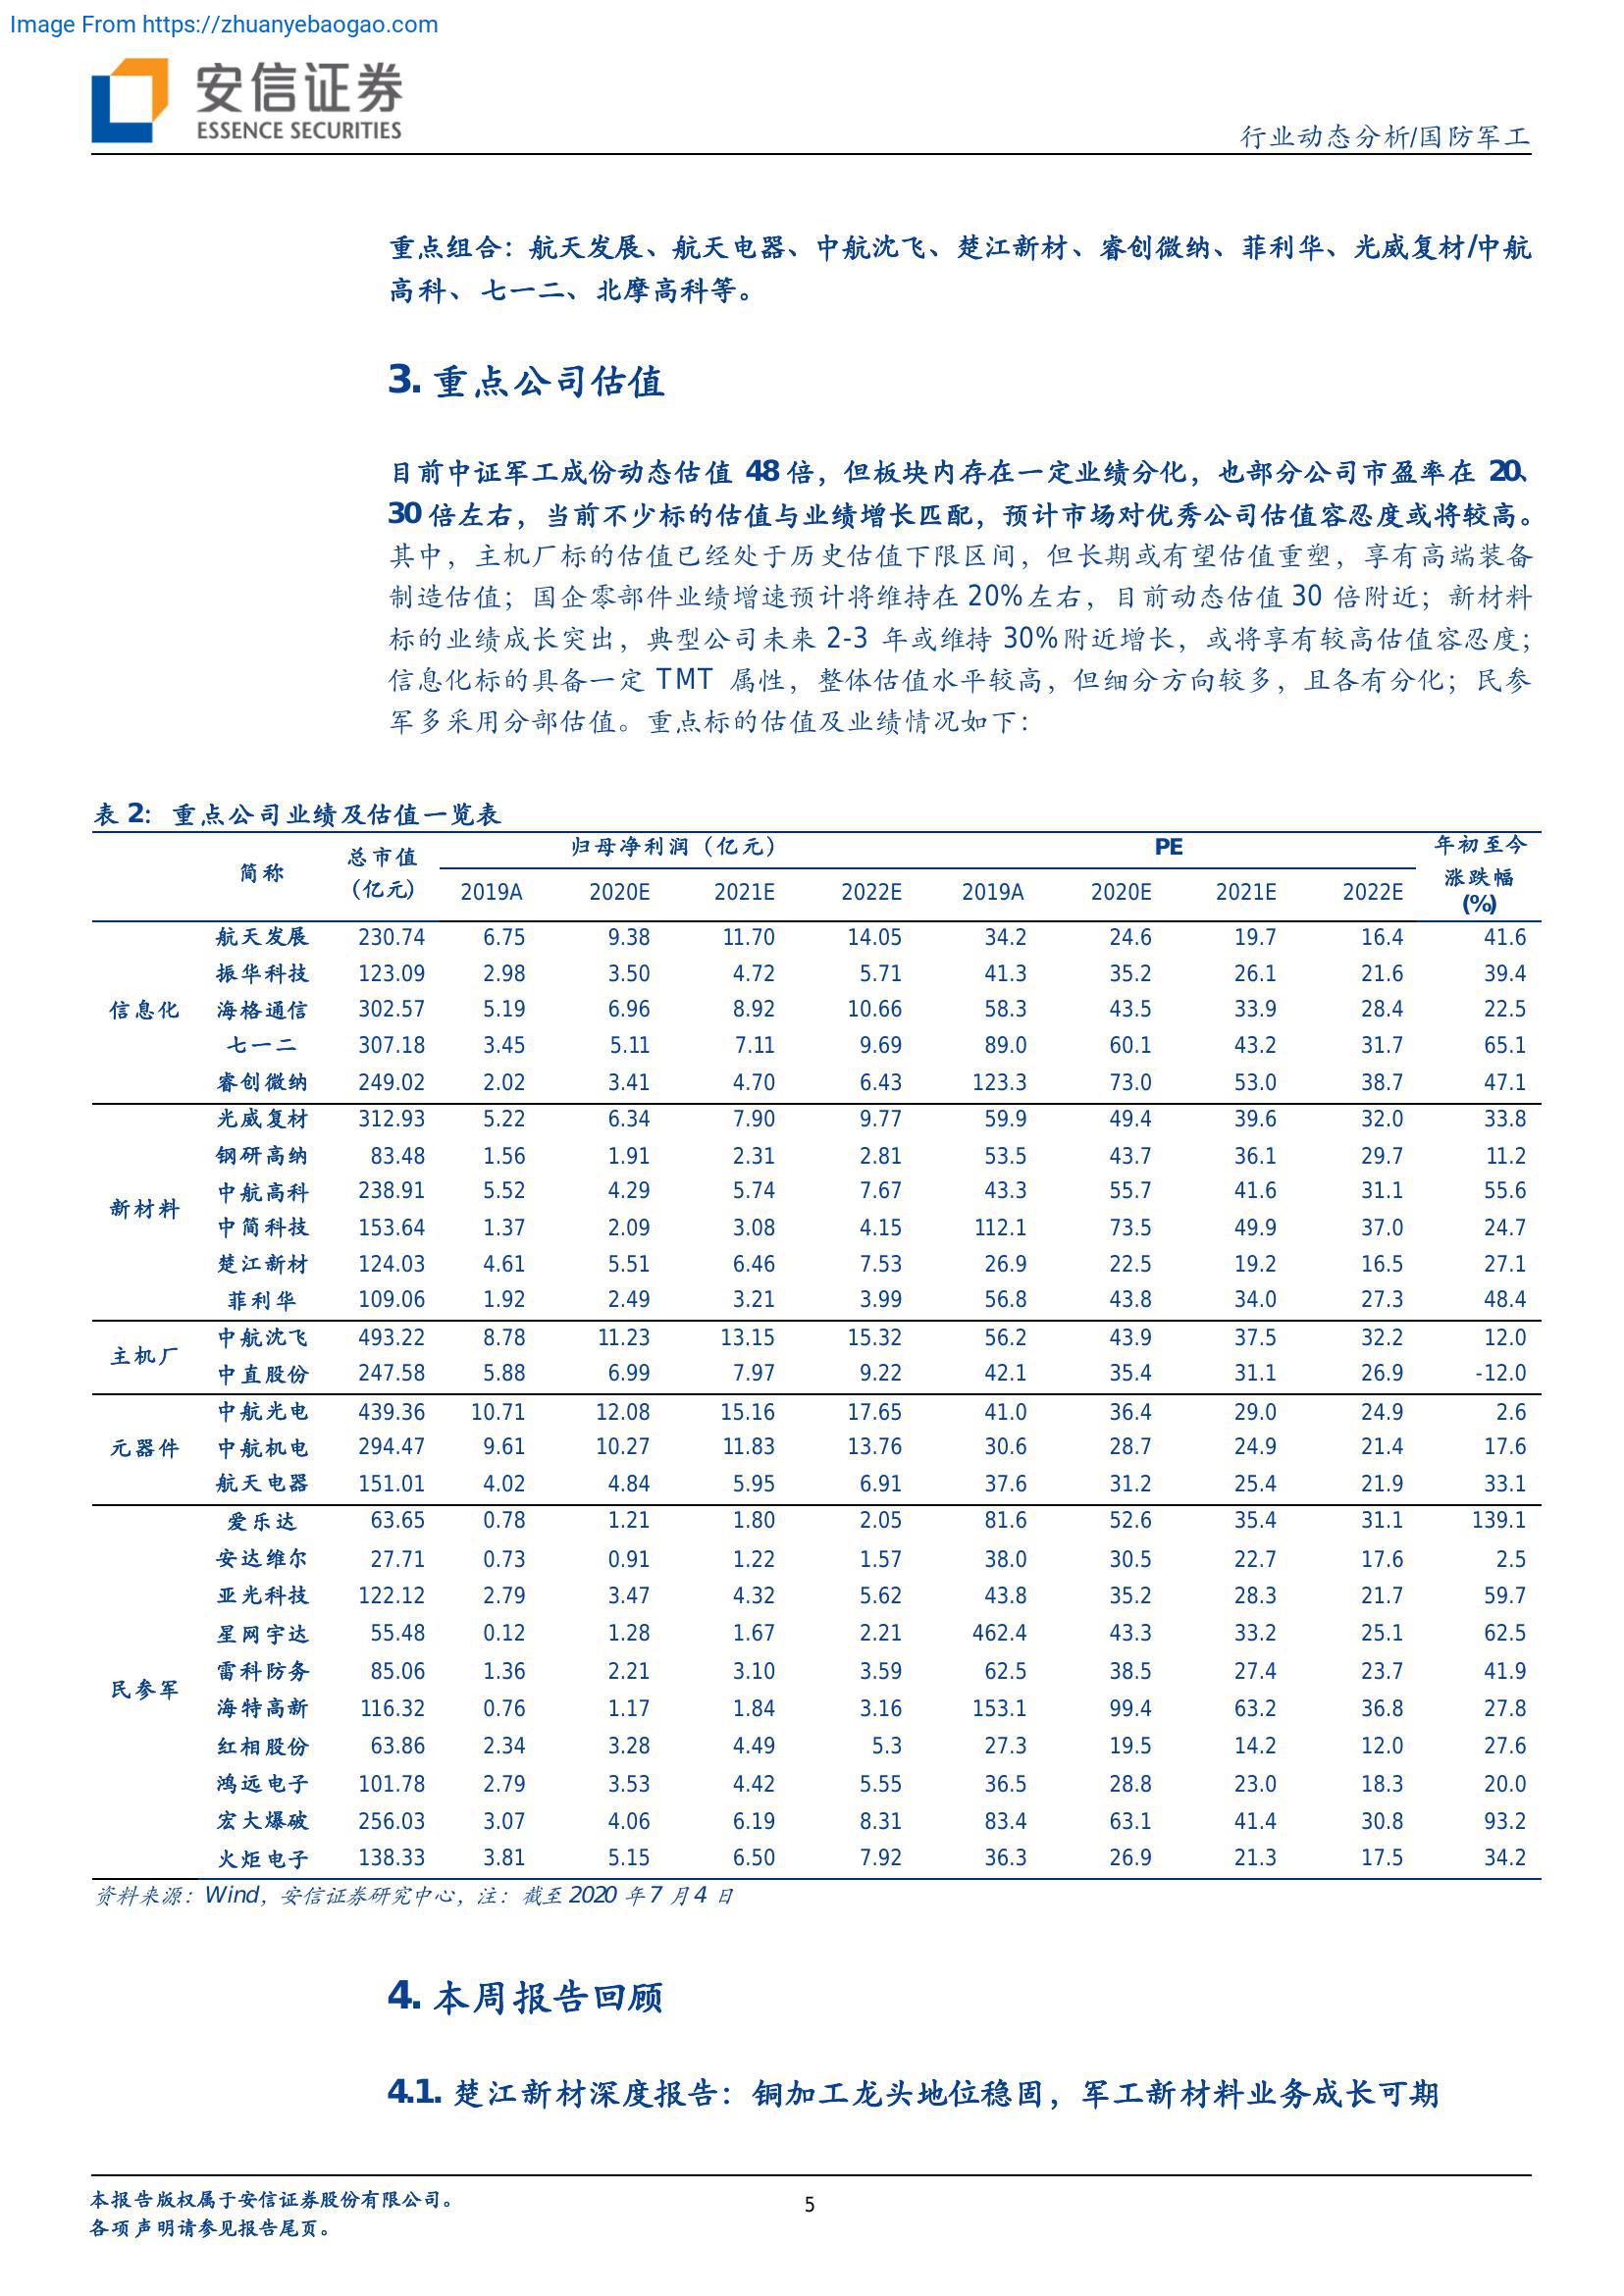 Image From https://zhuanyebaogao.com
安信证券
ESSENCE SECURITIES
行业动态分析/国防军工
重点组合：航天发展、航天电器、中航沈飞、楚江新材、睿创微纳、菲利华、光威复材/中航
高科、七一二、北摩高科等。
3. 重点公司估值
目前中证军工成份动态估值 48 倍，但板块内存在一定业绩分化，也部分公司市盈率在 20、
30 倍左右，当前不少标的估值与业绩增长匹配，预计市场对优秀公司估值容忍度或将较高。
其中，主机厂标的估值已经处于历史估值下限区间，但长期或有望估值重塑，享有高端装备
制造估值；国企零部件业绩增速预计将维持在 20%左右，目前动态估值 30 倍附近；新材料
标的业绩成长突出，典型公司未来 2-3 年或维持 30%附近增长，或将享有较高估值容忍度；
信息化标的具备一定 TMT 属性，整体估值水平较高，但细分方向较多，且各有分化；民参
军多采用分部估值。重点标的估值及业绩情况如下：
表 2：重点公司业绩及估值一览表
简称 总市值（亿元） 归母净利润（亿元） PE 年初至今涨跌幅(%)
2019A 2020E 2021E 2022E 2019A 2020E 2021E 2022E
航天发展 230.74 6.75 9.38 11.70 14.05 34.2 24.6 19.7 16.4 41.6
振华科技 123.09 2.98 3.50 4.72 5.71 41.3 35.2 26.1 21.6 39.4
信息化 海格通信 302.57 5.19 6.96 8.92 10.66 58.3 43.5 33.9 28.4 22.5
七一二 307.18 3.45 5.11 7.11 9.69 89.0 60.1 43.2 31.7 65.1
睿创微纳 249.02 2.02 3.41 4.70 6.43 123.3 73.0 53.0 38.7 47.1
光威复材 312.93 5.22 6.34 7.90 9.77 59.9 49.4 39.6 32.0 33.8
钢研高纳 83.48 1.56 1.91 2.31 2.81 53.5 43.7 36.1 29.7 11.2
中航高科 238.91 5.52 4.29 5.74 7.67 43.3 55.7 41.6 31.1 55.6
新材料
中简科技 153.64 1.37 2.09 3.08 4.15 112.1 73.5 49.9 37.0 24.7
楚江新材 124.03 4.61 5.51 6.46 7.53 26.9 22.5 19.2 16.5 27.1
菲利华 109.06 1.92 2.49 3.21 3.99 56.8 43.8 34.0 27.3 48.4
中航沈飞 493.22 8.78 11.23 13.15 15.32 56.2 43.9 37.5 32.2 12.0
主机厂
中直股份 247.58 5.88 6.99 7.97 9.22 42.1 35.4 31.1 26.9 -12.0
中航光电 439.36 10.71 12.08 15.16 17.65 41.0 36.4 29.0 24.9 2.6
元器件 中航机电 294.47 9.61 10.27 11.83 13.76 30.6 28.7 24.9 21.4 17.6
航天电器 151.01 4.02 4.84 5.95 6.91 37.6 31.2 25.4 21.9 33.1
爱乐达 63.65 0.78 1.21 1.80 2.05 81.6 52.6 35.4 31.1 139.1
安达维尔 27.71 0.73 0.91 1.22 1.57 38.0 30.5 22.7 17.6 2.5
亚光科技 122.12 2.79 3.47 4.32 5.62 43.8 35.2 28.3 21.7 59.7
星网宇达 55.48 0.12 1.28 1.67 2.21 462.4 43.3 33.2 25.1 62.5
雷科防务 85.06 1.36 2.21 3.10 3.59 62.5 38.5 27.4 23.7 41.9
民参军
海特高新 116.32 0.76 1.17 1.84 3.16 153.1 99.4 63.2 36.8 27.8
红相股份 63.86 2.34 3.28 4.49 5.3 27.3 19.5 14.2 12.0 27.6
鸿远电子 101.78 2.79 3.53 4.42 5.55 36.5 28.8 23.0 18.3 20.0
宏大爆破 256.03 3.07 4.06 6.19 8.31 83.4 63.1 41.4 30.8 93.2
火炬电子 138.33 3.81 5.15 6.50 7.92 36.3 26.9 21.3 17.5 34.2
资料来源：Wind，安信证券研究中心，注：截至 2020 年 7 月 4 日
4. 本周报告回顾
4.1. 楚江新材深度报告：铜加工龙头地位稳固，军工新材料业务成长可期
本报告版权属于安信证券股份有限公司。
各项声明请参见报告尾页。
5